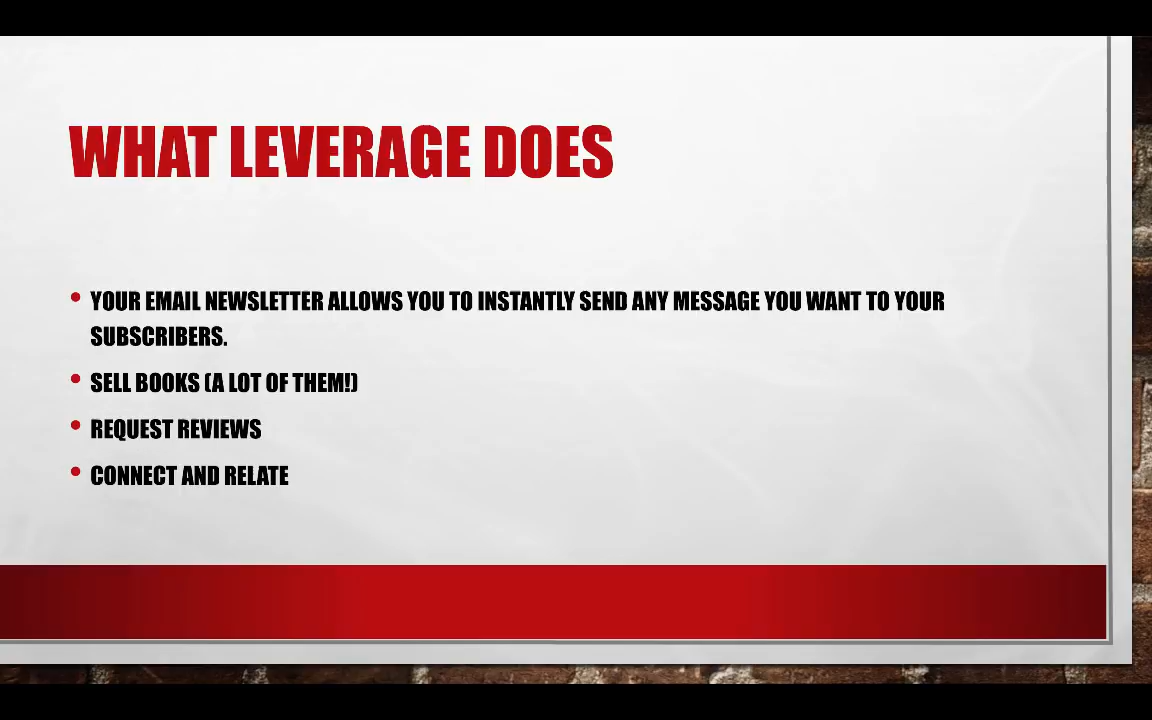 WHAT LEVERAGE DOES
• YOUR EMAIL NEWSLETTER ALLOWS YOU TO INSTANTLY SEND ANY MESSAGE YOU WANT TO YOUR
SUBSCRIBERS.
• SELL BOOKS (A LOT OF THEM!)
• REQUEST REVIEWS
• CONNECT AND RELATE